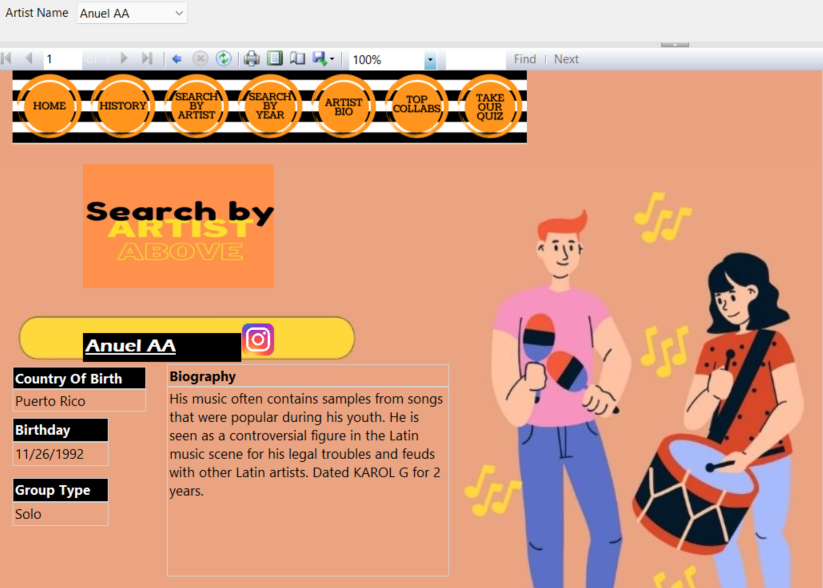 Artist Name Anuel AA
1 of 1 100% Find Next
HOME HISTORY SEARCH BY ARTIST SEARCH BY YEAR ARTIST BIO TOP COLLABS TAKE OUR QUIZ
Search by
ARTIST
ABOVE
Anuel AA
Country Of Birth
Puerto Rico
Birthday
11/26/1992
Group Type
Solo
Biography
His music often contains samples from songs
that were popular during his youth. He is
seen as a controversial figure in the Latin
music scene for his legal troubles and feuds
with other Latin artists. Dated KAROL G for 2
years.